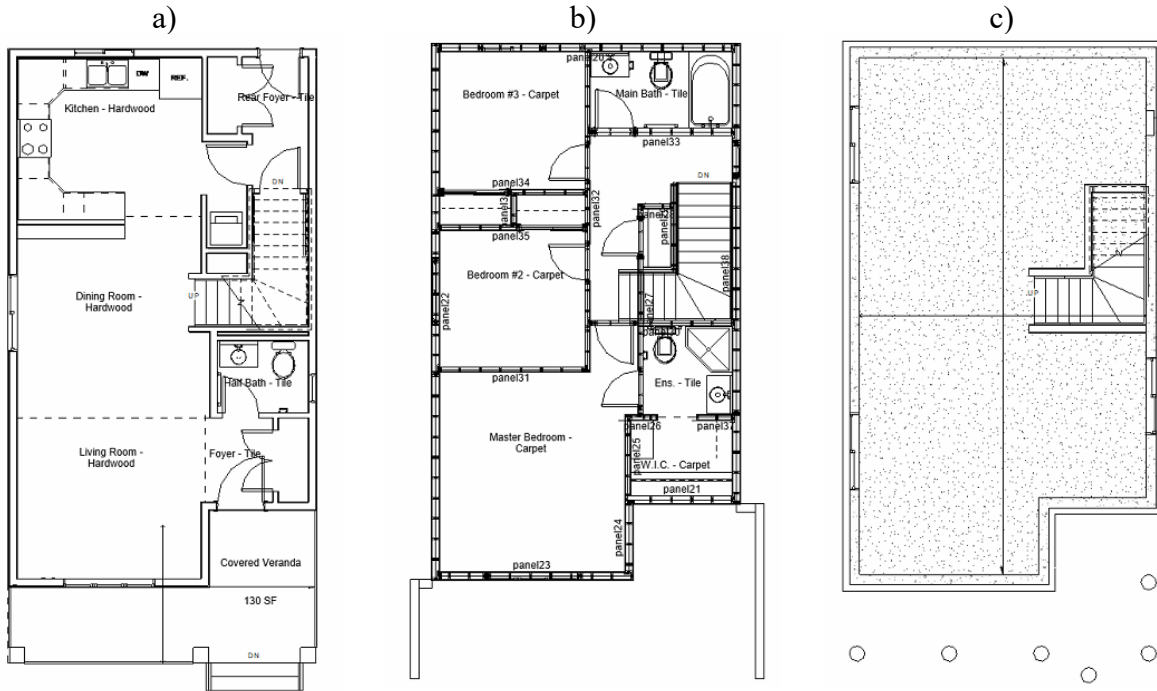 a)
b)
c)
DW
REF.
Kitchen - Hardwood
Rear Foyer - Tile
Dining Room -
Hardwood
UP
Half Bath - Tile
Living Room -
Hardwood
Foyer - Tile
Covered Veranda
130 SF
DN
Bedroom #3 - Carpet
Main Bath - Tile
panel33
DN
panel34
panel32
panel35
Bedroom #2 - Carpet
panel22
panel38
panel27
panel31
Ens. - Tile
Master Bedroom -
Carpet
panel26
panel37
panel25
W.I.C. - Carpet
panel21
panel24
panel23
UP